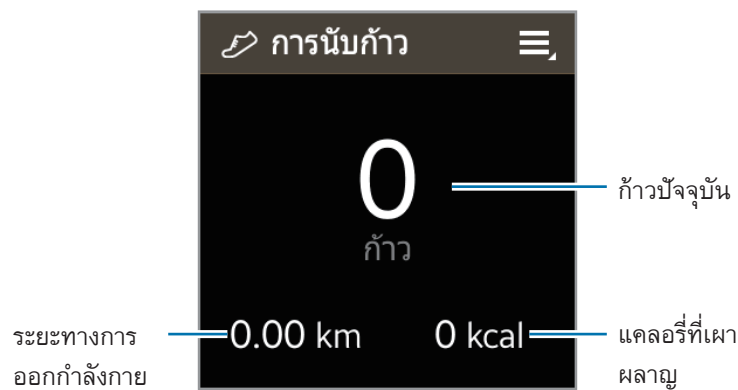 การนับก้าว
0
ก้าวปัจจุบัน
ก้าว
ระยะทางการ
ออกกำลังกาย
0.00 km
0 kcal
แคลอรี่ที่เผา
ผลาญ